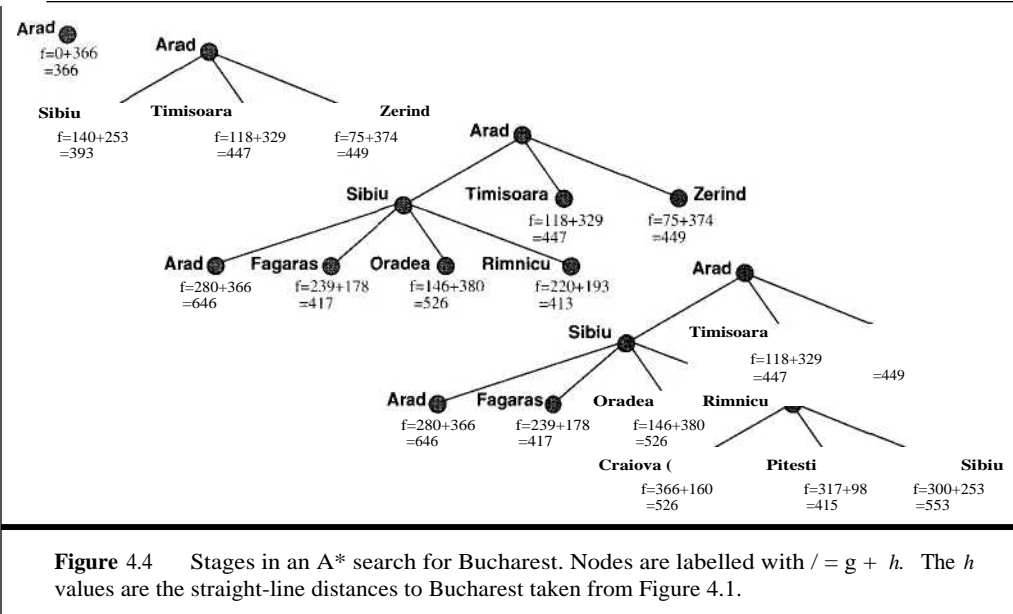 Arad
f=0+366
=366
Arad
Sibiu
f=140+253
=393
Timisoara
f=118+329
=447
Zerind
f=75+374
=449
Arad
Sibiu
Timisoara
f=118+329
=447
Zerind
f=75+374
=449
Arad
f=280+366
=646
Fagaras
f=239+178
=417
Oradea
f=146+380
=526
Rimnicu
f=220+193
=413
Arad
Sibiu
Timisoara
f=118+329
=447
=449
Arad
f=280+366
=646
Fagaras
f=239+178
=417
Oradea
f=146+380
=526
Rimnicu
Craiova (
f=366+160
=526
Pitesti
f=317+98
=415
Sibiu
f=300+253
=553
Figure 4.4 Stages in an A* search for Bucharest. Nodes are labelled with / = g + h. The h
values are the straight-line distances to Bucharest taken from Figure 4.1.